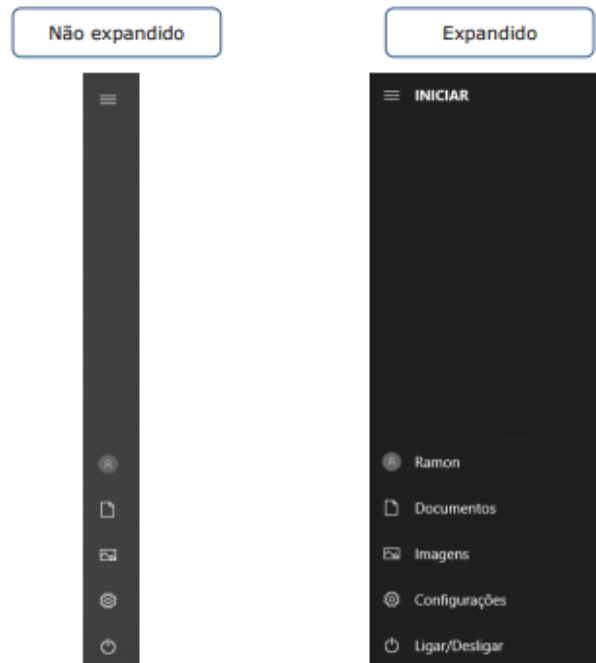 Não expandido
Expandido
INICIAR
Ramon
Documentos
Imagens
Configurações
Ligar/Desligar